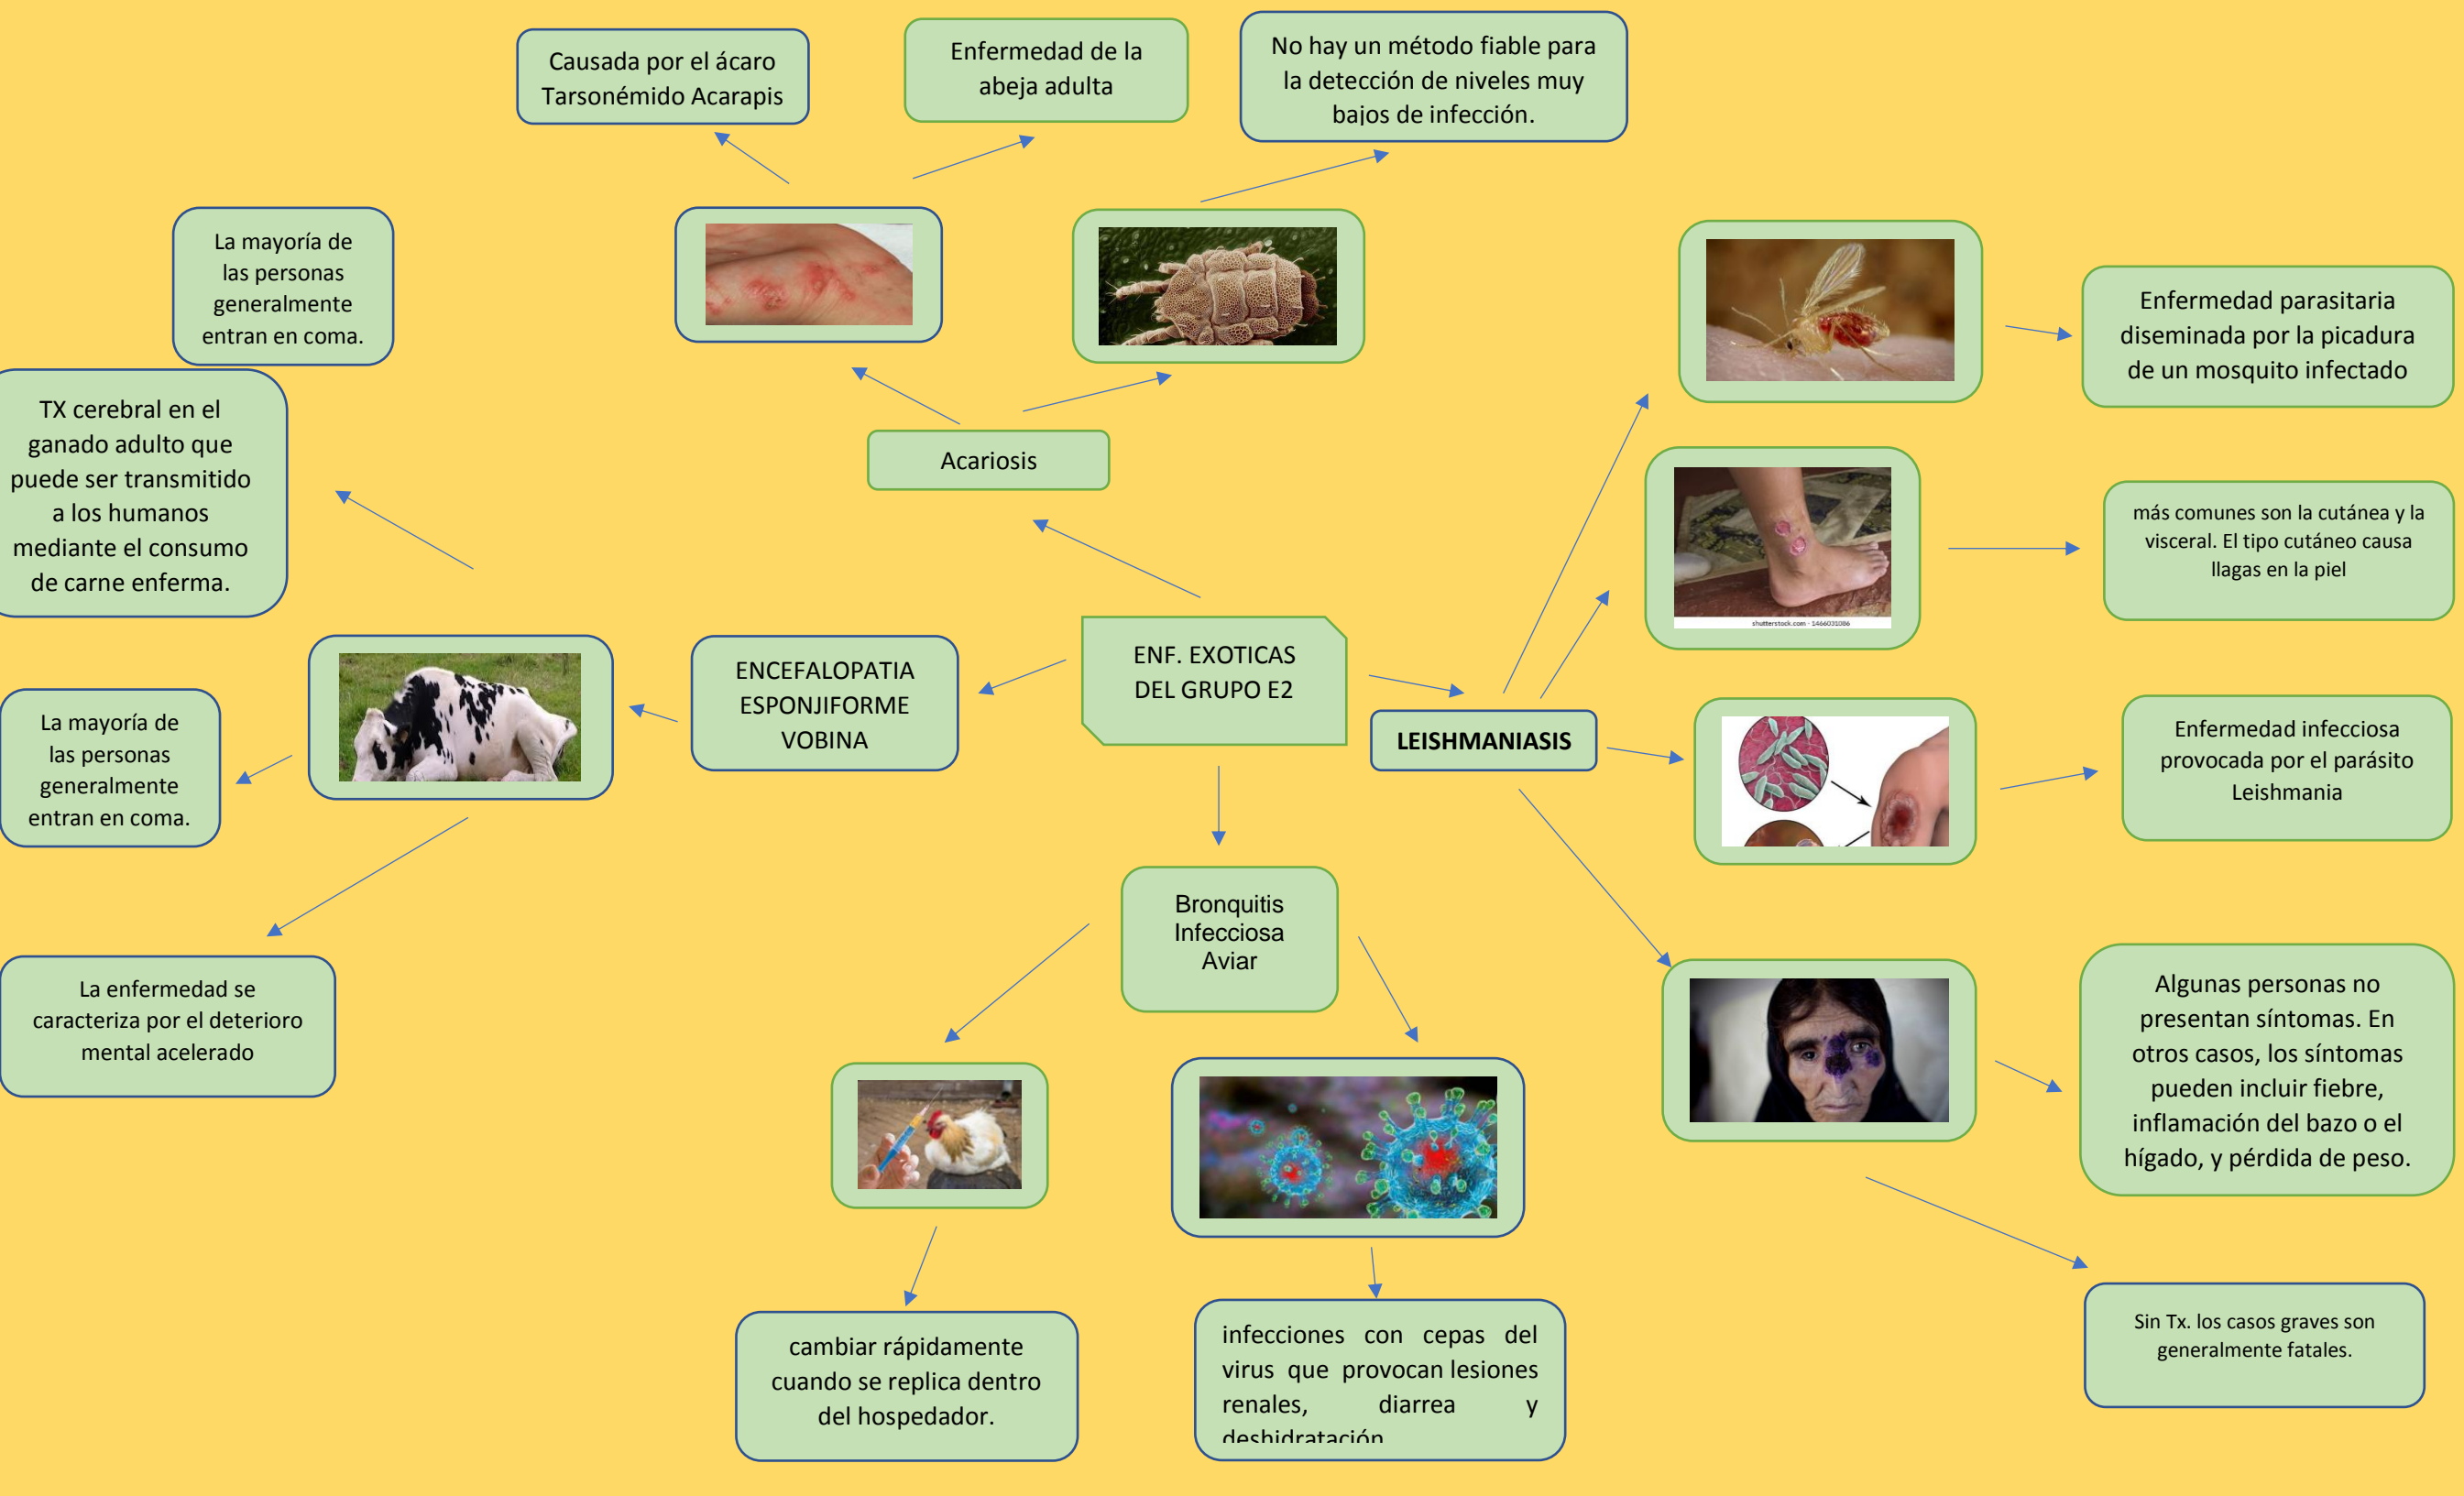 Causada por el ácaro
Tarsonémido Acarapis
Enfermedad de la
abeja adulta
No hay un método fiable para
la detección de niveles muy
bajos de infección.
La mayoría de
las personas
generalmente
entran en coma.
TX cerebral en el
ganado adulto que
puede ser transmitido
a los humanos
mediante el consumo
de carne enferma.
Acariosis
Enfermedad parasitaria
diseminada por la picadura
de un mosquito infectado
más comunes son la cutánea y la
visceral. El tipo cutáneo causa
llagas en la piel
shutterstock.com · 1466031086
ENF. EXOTICAS
DEL GRUPO E2
ENCEFALOPATIA
ESPONJIFORME
VOBINA
LEISHMANIASIS
La mayoría de
las personas
generalmente
entran en coma.
Enfermedad infecciosa
provocada por el parásito
Leishmania
La enfermedad se
caracteriza por el deterioro
mental acelerado
Bronquitis
Infecciosa
Aviar
Algunas personas no
presentan síntomas. En
otros casos, los síntomas
pueden incluir fiebre,
inflamación del bazo o el
hígado, y pérdida de peso.
cambiar rápidamente
cuando se replica dentro
del hospedador.
infecciones con cepas del
virus que provocan lesiones
renales, diarrea y
deshidratación
Sin Tx. los casos graves son
generalmente fatales.